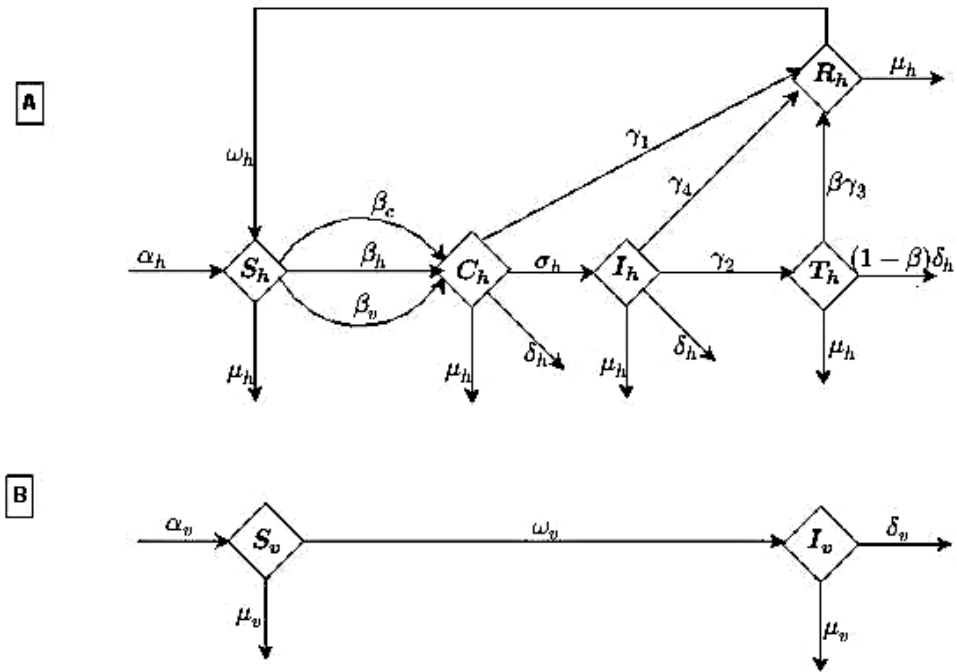 A
R_h μ_h
γ_1
γ_4
ω_h
βγ_3
β_c
α_h S_h β_h C_h σ_h I_h γ_2 T_h (1 − β)δ_h
β_v
μ_h μ_h δ_h μ_h δ_h μ_h
B
α_v S_v ω_v I_v δ_v
μ_v μ_v